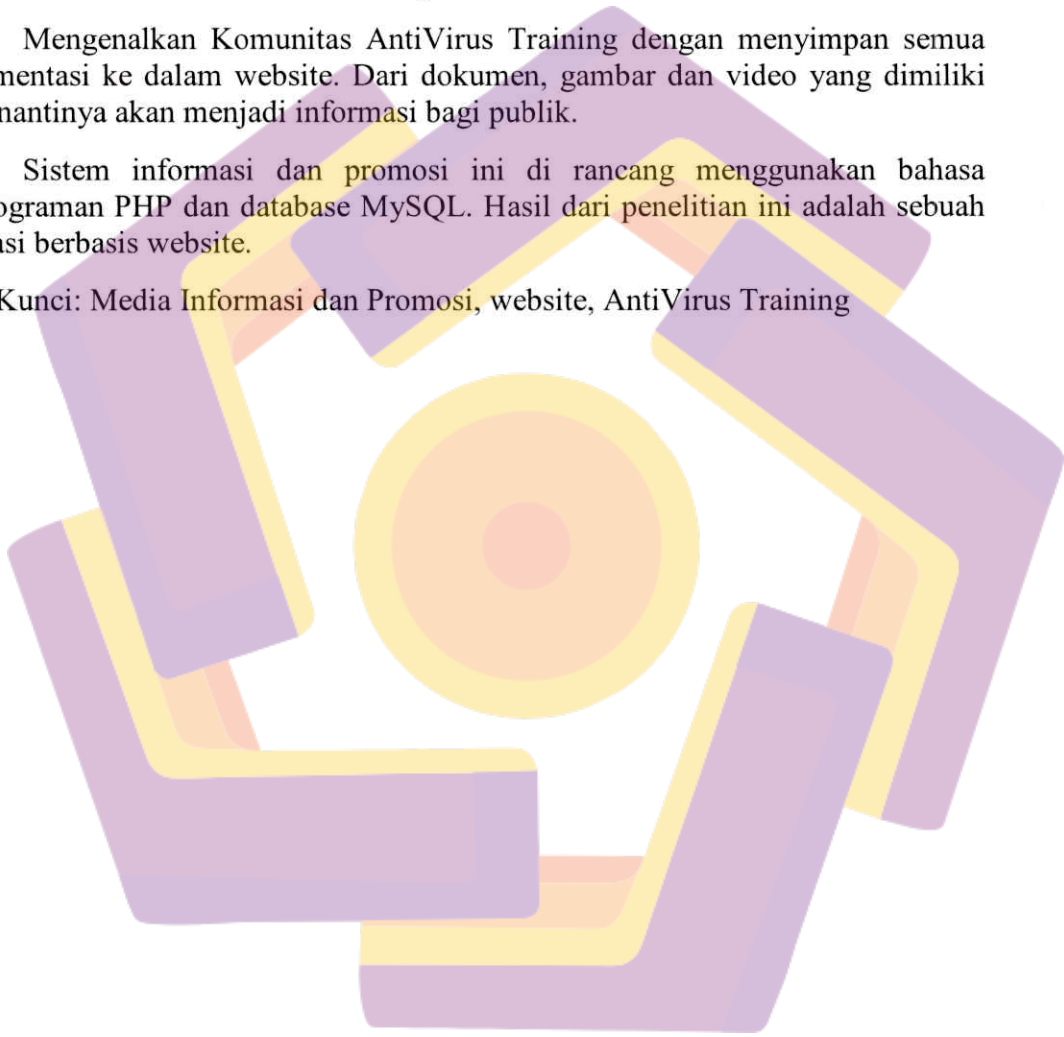 Mengenalkan Komunitas AntiVirus Training dengan menyimpan semua
mentasi ke dalam website. Dari dokumen, gambar dan video yang dimiliki
nantinya akan menjadi informasi bagi publik.
Sistem informasi dan promosi ini di rancang menggunakan bahasa
ograman PHP dan database MySQL. Hasil dari penelitian ini adalah sebuah
asi berbasis website.
Kunci: Media Informasi dan Promosi, website, AntiVirus Training